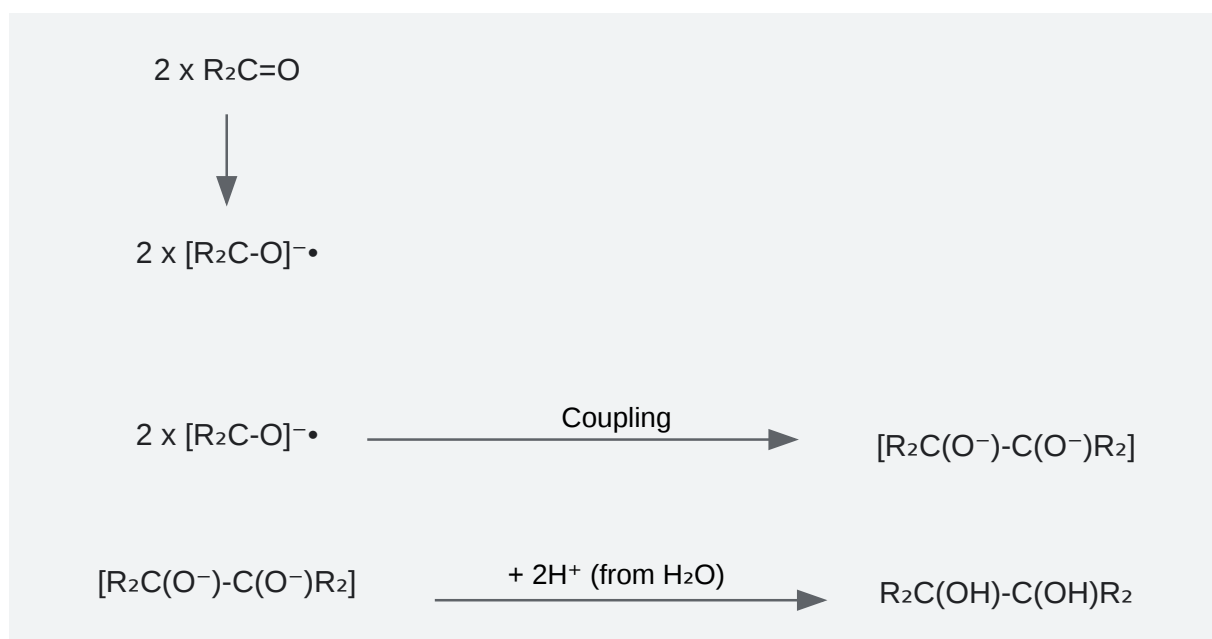 2 x R₂C=O
2 x [R₂C-O]⁻•
Coupling
2 x [R₂C-O]⁻•
[R₂C(O⁻)-C(O⁻)R₂]
+ 2H⁺ (from H₂O)
[R₂C(O⁻)-C(O⁻)R₂]
R₂C(OH)-C(OH)R₂